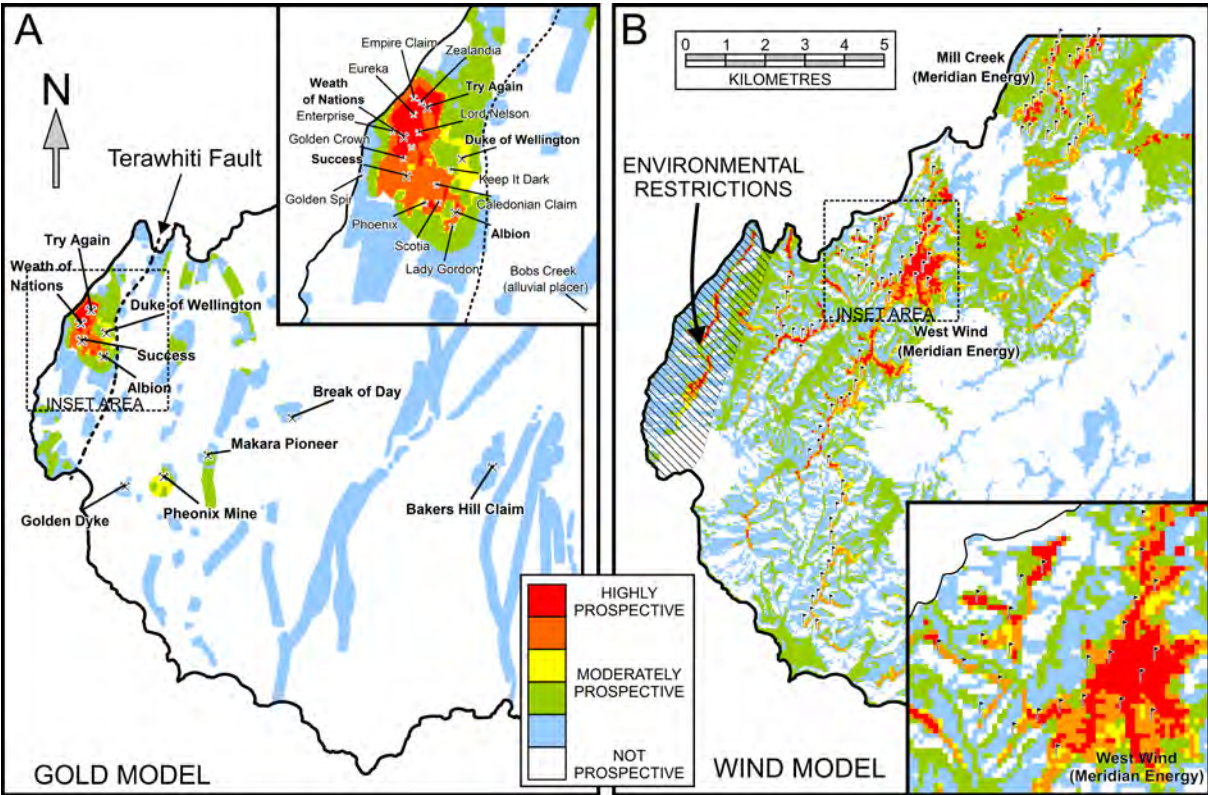 A
N
Terawhiti Fault
Try Again
Weath of
Nations
Duke of Wellington
Success
Albion
INSET AREA
Break of Day
Makara Pioneer
Golden Dyke
Pheonix Mine
Bakers Hill Claim
GOLD MODEL
Empire Claim
Zealandia
Eureka
Weath
of Nations
Try Again
Enterprise
Lord Nelson
Golden Crown
Duke of Wellington
Success
Keep It Dark
Golden Spir
Caledonian Claim
Phoenix
Albion
Scotia
Lady Gordon
Bobs Creek
(alluvial placer)
HIGHLY
PROSPECTIVE
MODERATELY
PROSPECTIVE
NOT
PROSPECTIVE
B
0 1 2 3 4 5
KILOMETRES
Mill Creek
(Meridian Energy)
ENVIRONMENTAL
RESTRICTIONS
INSET AREA
West Wind
(Meridian Energy)
WIND MODEL
West Wind
(Meridian Energy)